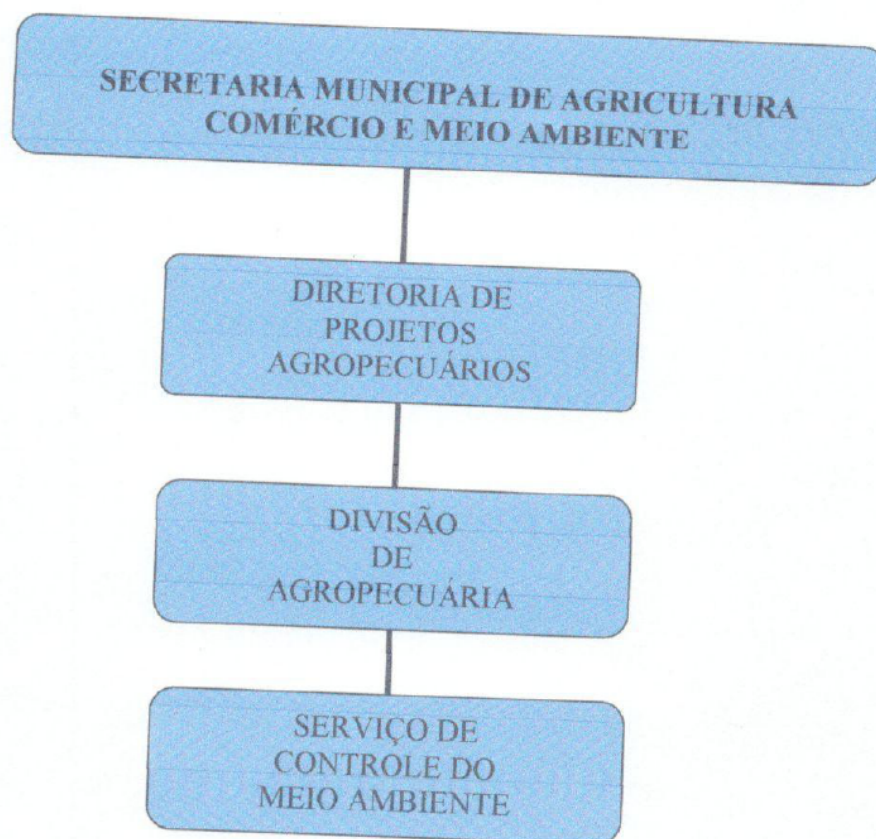 SECRETARIA MUNICIPAL DE AGRICULTURA
COMÉRCIO E MEIO AMBIENTE
DIRETORIA DE
PROJETOS
AGROPECUÁRIOS
DIVISÃO
DE
AGROPECUÁRIA
SERVIÇO DE
CONTROLE DO
MEIO AMBIENTE